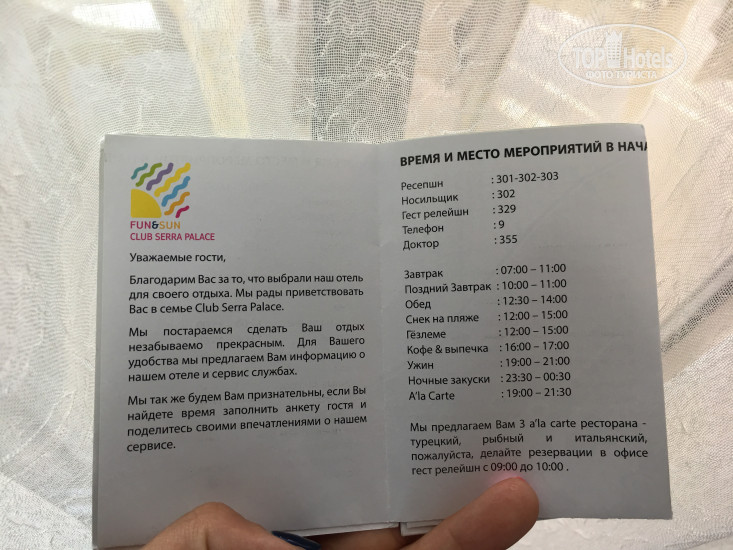 TOP Hotels
ФОТО ТУРИСТА
FUN&SUN
CLUB SERRA PALACE
Уважаемые гости,
Благодарим Вас за то, что выбрали наш отель
для своего отдыха. Мы рады приветствовать
Вас в семье Club Serra Palace.
Мы постараемся сделать Ваш отдых
незабываемо прекрасным. Для Вашего
удобства мы предлагаем Вам информацию о
нашем отеле и сервис службах.
Мы так же будем Вам признательны, если Вы
найдете время заполнить анкету гостя и
поделитесь своими впечатлениями о нашем
сервисе.
ВРЕМЯ И МЕСТО МЕРОПРИЯТИЙ В НАЧА
Ресепшн : 301-302-303
Носильщик : 302
Гест релейшн : 329
Телефон : 9
Доктор : 355
Завтрак : 07:00 – 11:00
Поздний Завтрак : 10:00 – 11:00
Обед : 12:30 – 14:00
Снек на пляже : 12:00 – 15:00
Гёзлеме : 12:00 – 15:00
Кофе & выпечка : 16:00 – 17:00
Ужин : 19:00 – 21:00
Ночные закуски : 23:30 – 00:30
A'la Carte : 19:00 – 21:30
Мы предлагаем Вам 3 a'la carte ресторана -
турецкий, рыбный и итальянский,
пожалуйста, делайте резервации в офисе
гест релейшн с 09:00 до 10:00 .